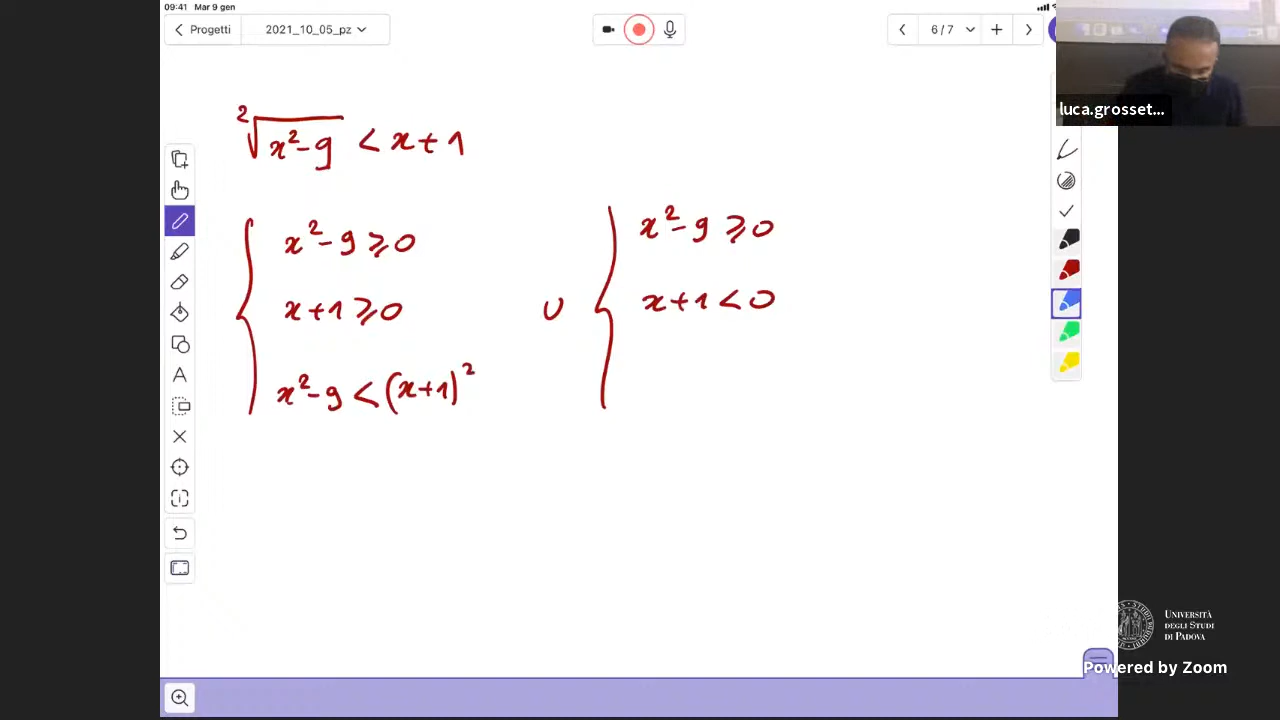 09:41 Mar 9 gen
Progetti
2021_10_05_pz
6/7
luca.grosset...
²√x²-9 < x+1
x²-9 ⩾ 0
x+1 ⩾ 0
x²-9 < (x+1)²
∪
x²-9 ⩾ 0
x+1 < 0
A
UNIVERSITÀ
DEGLI STUDI
DI PADOVA
Powered by Zoom